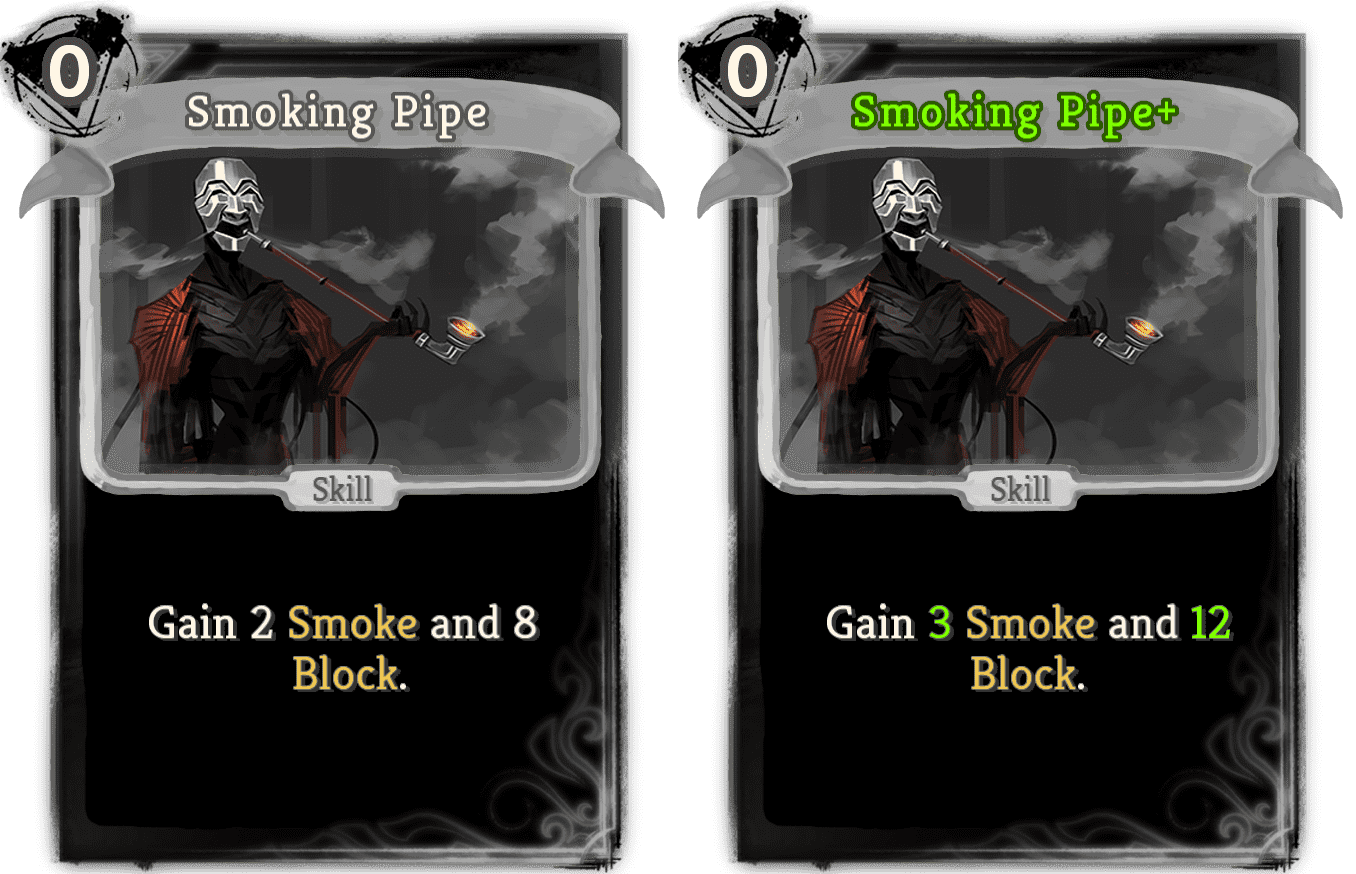 0
Smoking Pipe
Skill
Gain 2 Smoke and 8
Block.
0
Smoking Pipe+
Skill
Gain 3 Smoke and 12
Block.